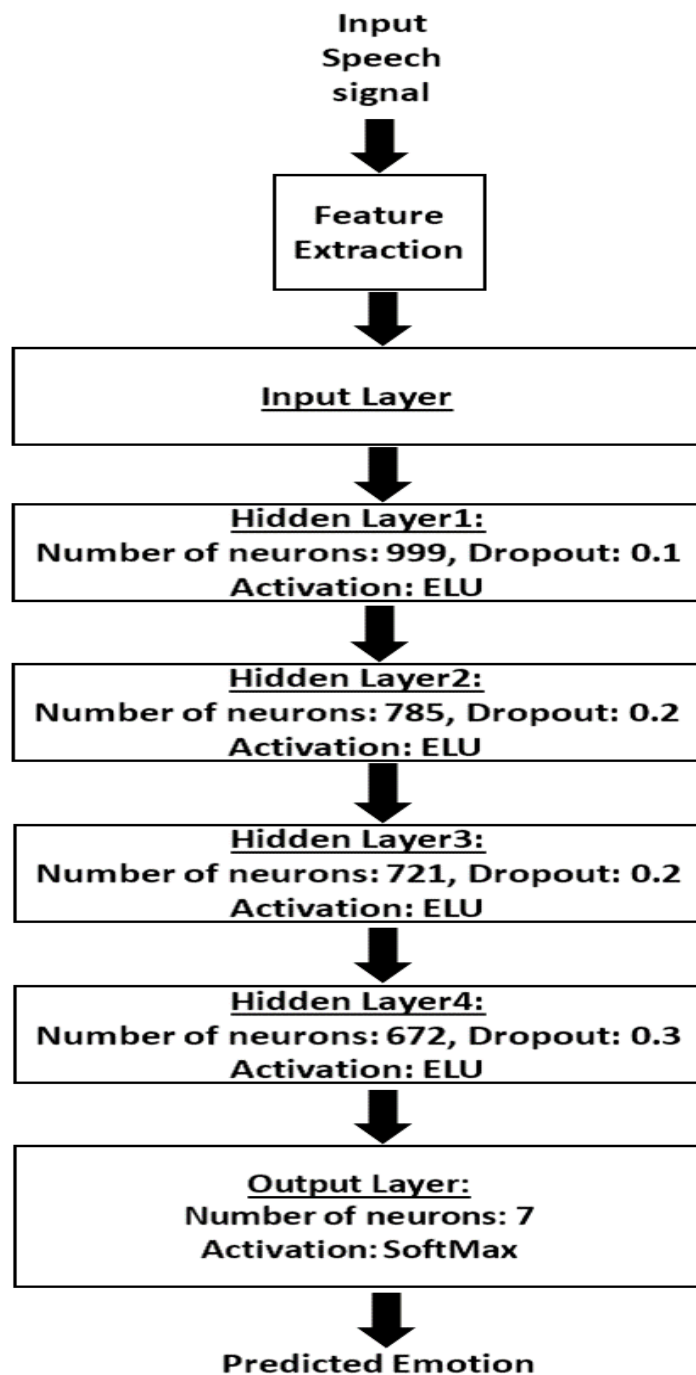 Input
Speech
signal
Feature
Extraction
Input Layer
Hidden Layer1:
Number of neurons: 999, Dropout: 0.1
Activation: ELU
Hidden Layer2:
Number of neurons: 785, Dropout: 0.2
Activation: ELU
Hidden Layer3:
Number of neurons: 721, Dropout: 0.2
Activation: ELU
Hidden Layer4:
Number of neurons: 672, Dropout: 0.3
Activation: ELU
Output Layer:
Number of neurons: 7
Activation: SoftMax
Predicted Emotion